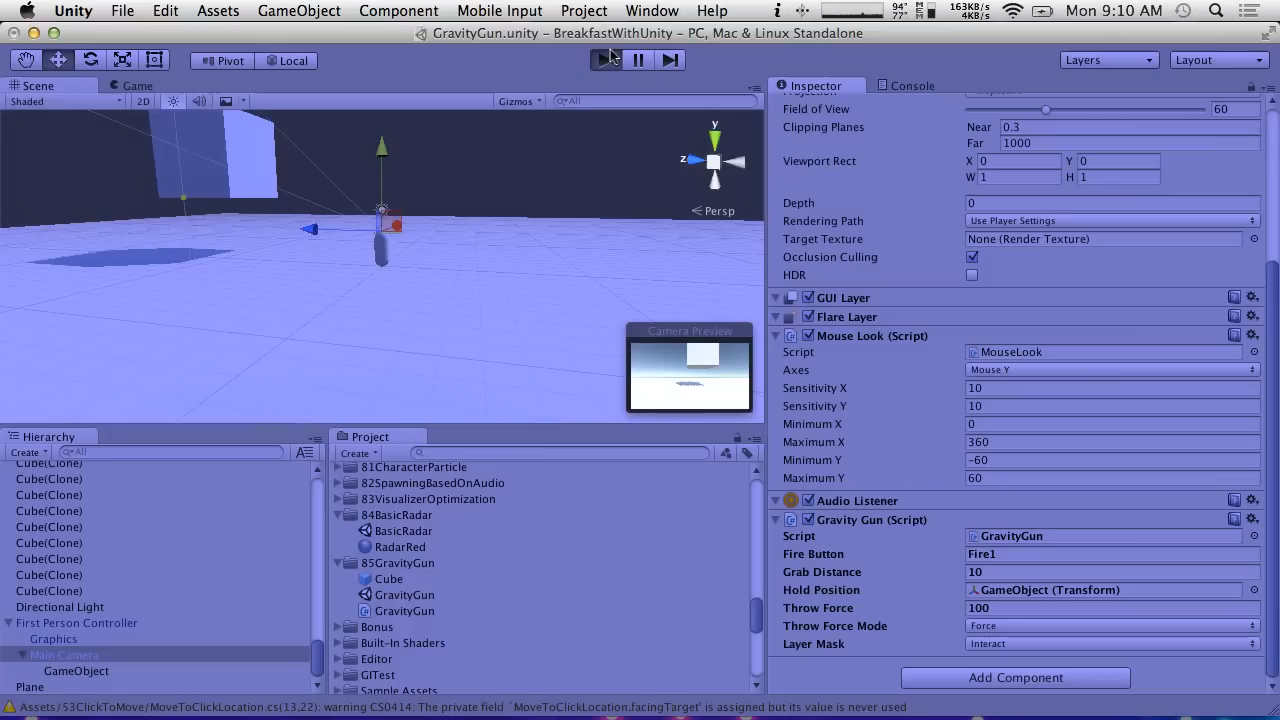 Unity File Edit Assets GameObject Component Mobile Input Project Window Help 94° 77° 163KB/s 4KB/s Mon 9:10 AM
GravityGun.unity - BreakfastWithUnity - PC, Mac & Linux Standalone
Pivot Local Layers Layout
Scene Game
Shaded 2D Gizmos All
y
z
Persp
Camera Preview
Inspector Console
Field of View 60
Clipping Planes Near 0.3
Far 1000
Viewport Rect X 0 Y 0
W 1 H 1
Depth 0
Rendering Path Use Player Settings
Target Texture None (Render Texture)
Occlusion Culling
HDR
GUI Layer
Flare Layer
Mouse Look (Script)
Script MouseLook
Axes Mouse Y
Sensitivity X 10
Sensitivity Y 10
Minimum X 0
Maximum X 360
Minimum Y -60
Maximum Y 60
Audio Listener
Gravity Gun (Script)
Script GravityGun
Fire Button Fire1
Grab Distance 10
Hold Position GameObject (Transform)
Throw Force 100
Throw Force Mode Force
Layer Mask Interact
Add Component
Hierarchy
Create All
Cube(Clone)
Cube(Clone)
Cube(Clone)
Cube(Clone)
Cube(Clone)
Cube(Clone)
Cube(Clone)
Cube(Clone)
Cube(Clone)
Directional Light
First Person Controller
Graphics
Main Camera
GameObject
Plane
Project
Create
81CharacterParticle
82SpawningBasedOnAudio
83VisualizerOptimization
84BasicRadar
BasicRadar
RadarRed
85GravityGun
Cube
GravityGun
GravityGun
Bonus
Built-In Shaders
Editor
GITest
Sample Assets
Assets/53ClickToMove/MoveToClickLocation.cs(13,22): warning CS0414: The private field `MoveToClickLocation.facingTarget' is assigned but its value is never used